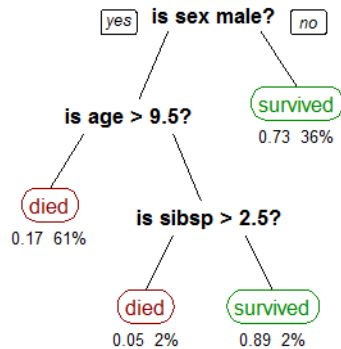 yes is sex male? no
is age > 9.5?
survived
0.73 36%
died
0.17 61%
is sibsp > 2.5?
died survived
0.05 2% 0.89 2%